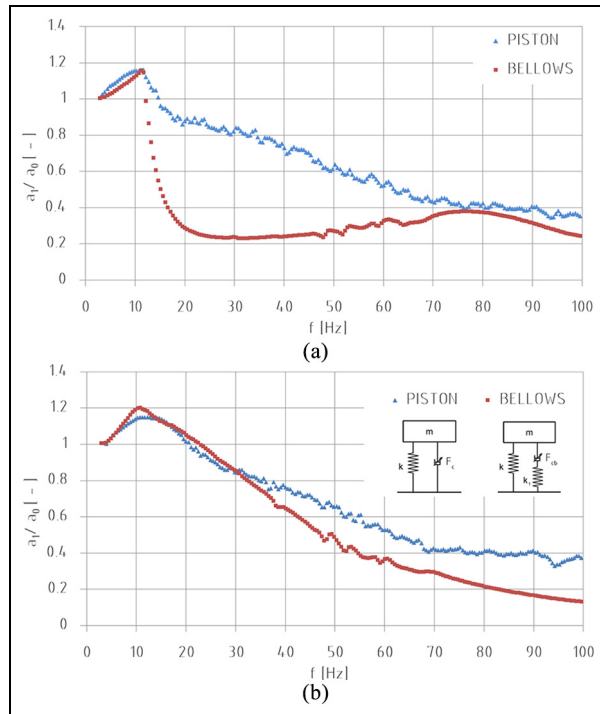 1.4
PISTON
1.2
BELLOWS
1
0.8
0.6
0.4
0.2
0
a₁/ a₀ [ - ]
0 10 20 30 40 50 60 70 80 90 100
f [Hz]
(a)
1.4
PISTON BELLOWS
1.2
m m
1
k F꜀ k F_cb
k₁
0.8
0.6
0.4
0.2
0
a₁/ a₀ [ - ]
0 10 20 30 40 50 60 70 80 90 100
f [Hz]
(b)